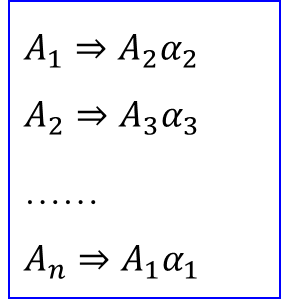 A₁ ⇒ A₂α₂
A₂ ⇒ A₃α₃
......
Aₙ ⇒ A₁α₁